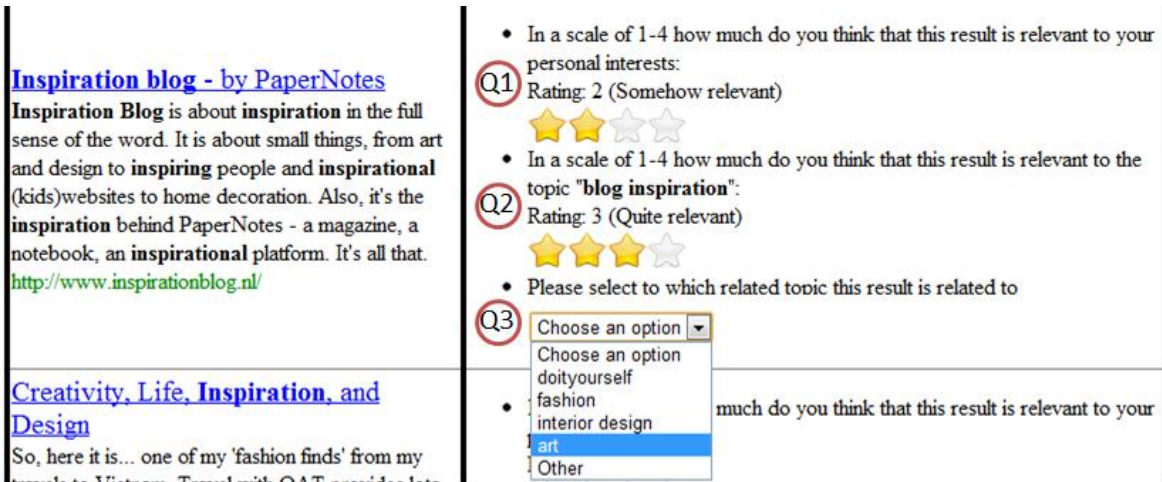 Inspiration blog - by PaperNotes
Inspiration Blog is about inspiration in the full
sense of the word. It is about small things, from art
and design to inspiring people and inspirational
(kids)websites to home decoration. Also, it's the
inspiration behind PaperNotes - a magazine, a
notebook, an inspirational platform. It's all that.
http://www.inspirationblog.nl/
• In a scale of 1-4 how much do you think that this result is relevant to your
personal interests:
Q1
Rating: 2 (Somehow relevant)
• In a scale of 1-4 how much do you think that this result is relevant to the
topic "blog inspiration":
Q2
Rating: 3 (Quite relevant)
• Please select to which related topic this result is related to
Q3
Choose an option
Choose an option
doityourself
fashion
interior design
art
Other
Creativity, Life, Inspiration, and
Design
So, here it is... one of my 'fashion finds' from my
travels to Vietnam. Travel with OAT provides lots
• much do you think that this result is relevant to your